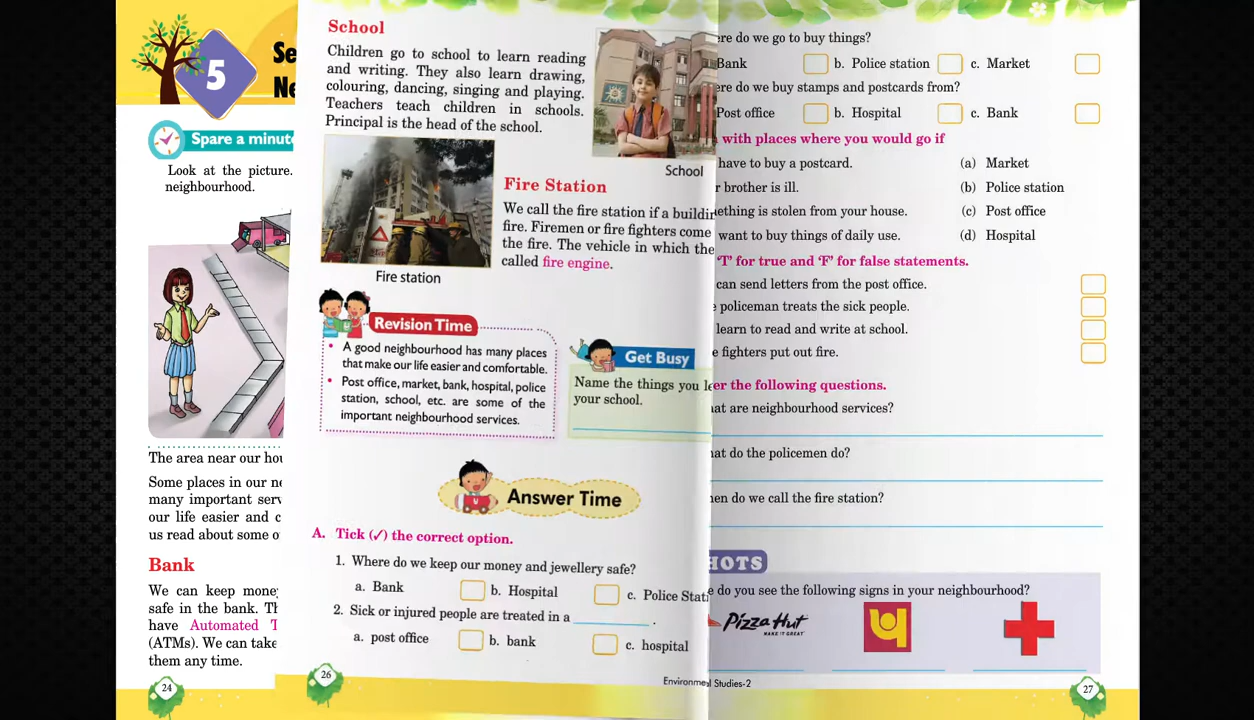 5
Se
Ne
Spare a minute
Look at the picture.
neighbourhood.
The area near our hou
Some places in our ne
many important serv
our life easier and c
us read about some o
Bank
We can keep money
safe in the bank. Th
have Automated T
(ATMs). We can take
them any time.
24
School
Children go to school to learn reading
and writing. They also learn drawing,
colouring, dancing, singing and playing.
Teachers teach children in schools.
Principal is the head of the school.
School
Fire station
Fire Station
We call the fire station if a buildin
fire. Firemen or fire fighters come
the fire. The vehicle in which the
called fire engine.
Revision Time
• A good neighbourhood has many places
that make our life easier and comfortable.
• Post office, market, bank, hospital, police
station, school, etc. are some of the
important neighbourhood services.
Get Busy
Name the things you le
your school.
Answer Time
A. Tick (✓) the correct option.
1. Where do we keep our money and jewellery safe?
a. Bank b. Hospital c. Police Stati
2. Sick or injured people are treated in a ________ .
a. post office b. bank c. hospital
26
Environme
ere do we go to buy things?
Bank b. Police station c. Market
ere do we buy stamps and postcards from?
Post office b. Hospital c. Bank
with places where you would go if
have to buy a postcard. (a) Market
r brother is ill. (b) Police station
ething is stolen from your house. (c) Post office
want to buy things of daily use. (d) Hospital
'T' for true and 'F' for false statements.
can send letters from the post office.
e policeman treats the sick people.
learn to read and write at school.
e fighters put out fire.
er the following questions.
at are neighbourhood services?
at do the policemen do?
en do we call the fire station?
HOTS
e do you see the following signs in your neighbourhood?
Pizza Hut
MAKE IT GREAT
l Studies-2
27